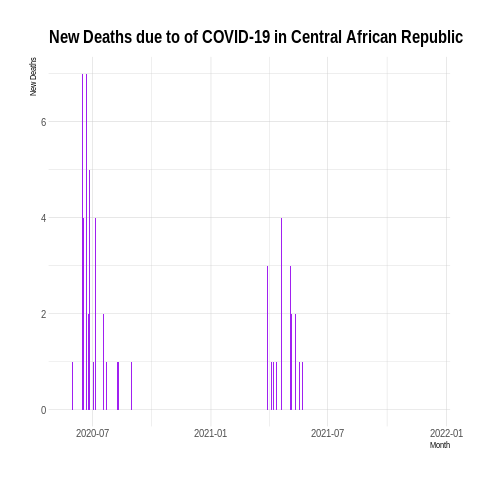 New Deaths due to of COVID-19 in Central African Republic
New Deaths
6
4
2
0
2020-07 2021-01 2021-07 2022-01
Month